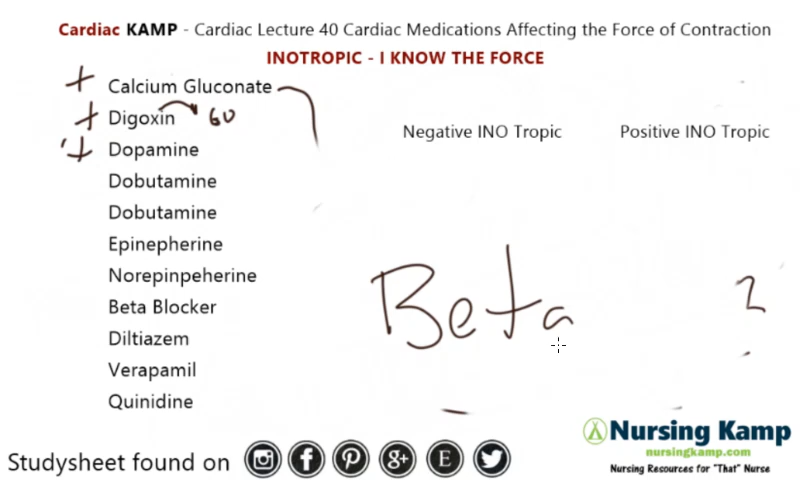 Cardiac KAMP - Cardiac Lecture 40 Cardiac Medications Affecting the Force of Contraction
INOTROPIC - I KNOW THE FORCE
+ Calcium Gluconate
+ Digoxin 60
+ Dopamine
Negative INO Tropic Positive INO Tropic
Dobutamine
Dobutamine
Epinepherine
Norepinpeherine
Beta Blocker
Diltiazem
Verapamil
Quinidine
Beta
?
Nursing Kamp
nursingkamp.com
Nursing Resources for "That" Nurse
Studysheet found on